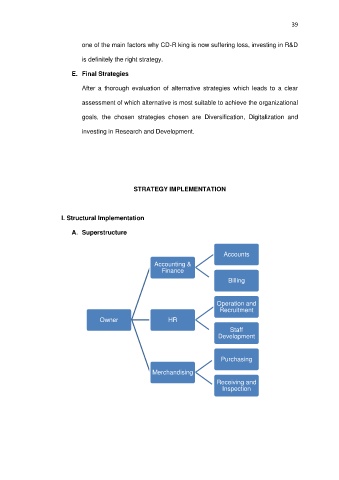 39
one of the main factors why CD-R king is now suffering loss, investing in R&D
is definitely the right strategy.
E. Final Strategies
After a thorough evaluation of alternative strategies which leads to a clear
assessment of which alternative is most suitable to achieve the organizational
goals, the chosen strategies chosen are Diversification, Digitalization and
investing in Research and Development.
STRATEGY IMPLEMENTATION
I. Structural Implementation
A. Superstructure
Owner
Accounting &
Finance
Accounts
Billing
HR
Operation and
Recruitment
Staff
Development
Merchandising
Purchasing
Receiving and
Inspection